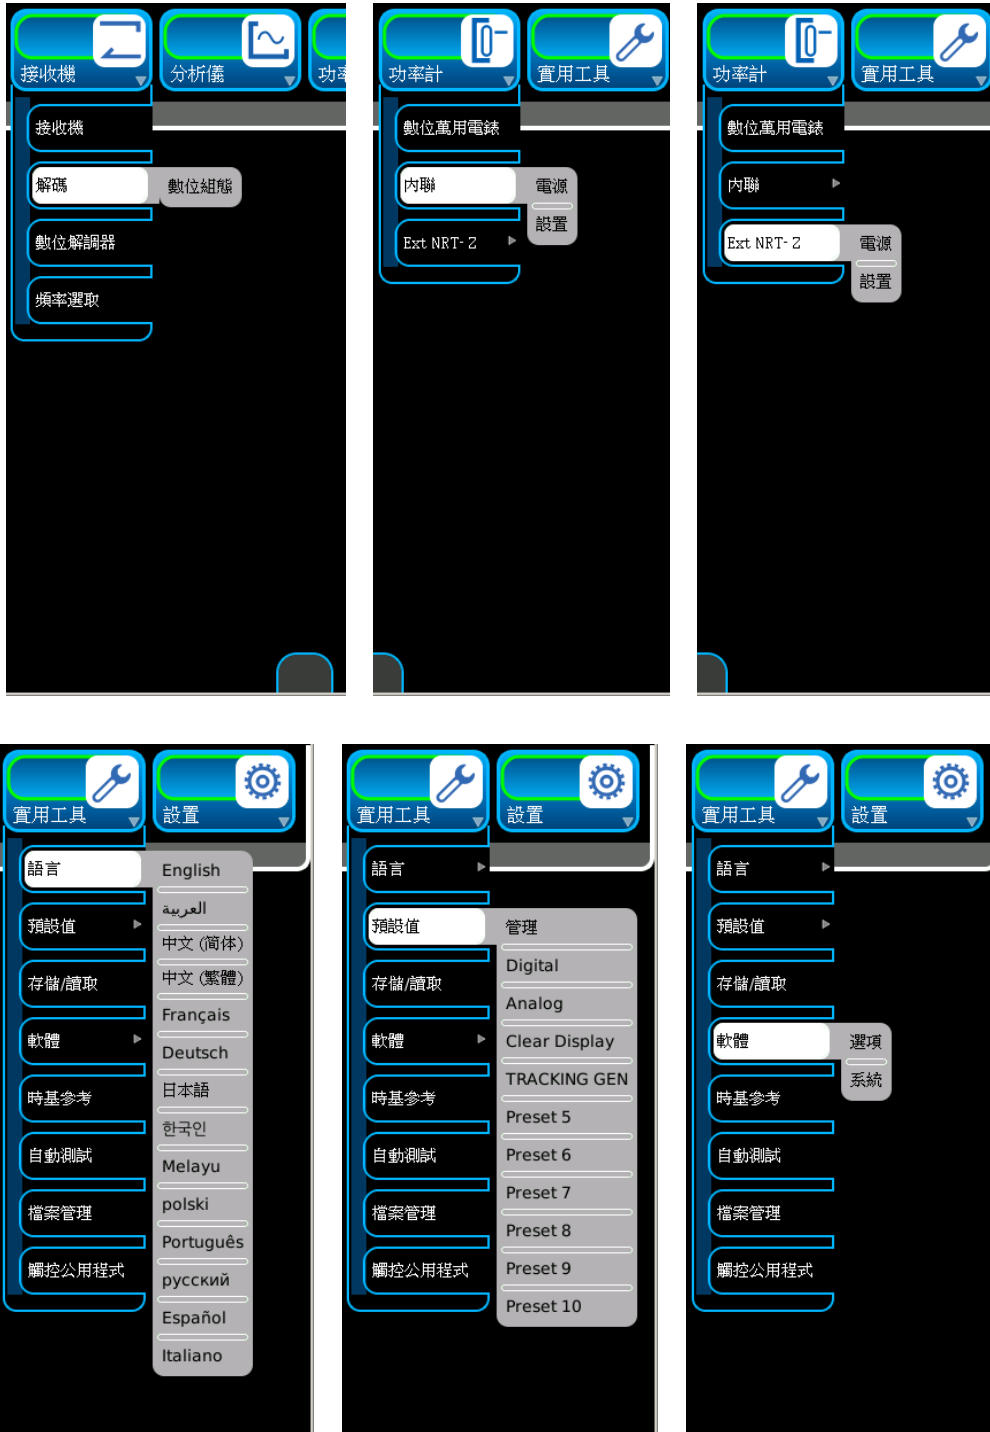 接收機
分析儀
功率
接收機
解碼
數位組態
數位解調器
頻率選取
功率計
實用工具
數位萬用電錶
內聯
電源
設置
Ext NRT- Z
功率計
實用工具
數位萬用電錶
內聯
Ext NRT- Z
電源
設置
實用工具
設置
語言
預設值
存儲/讀取
軟體
時基參考
自動測試
檔案管理
觸控公用程式
English
العربية
中文 (简体)
中文 (繁體)
Français
Deutsch
日本語
한국인
Melayu
polski
Português
русский
Español
Italiano
實用工具
設置
語言
預設值
存儲/讀取
軟體
時基參考
自動測試
檔案管理
觸控公用程式
管理
Digital
Analog
Clear Display
TRACKING GEN
Preset 5
Preset 6
Preset 7
Preset 8
Preset 9
Preset 10
實用工具
設置
語言
預設值
存儲/讀取
軟體
選項
系統
時基參考
自動測試
檔案管理
觸控公用程式